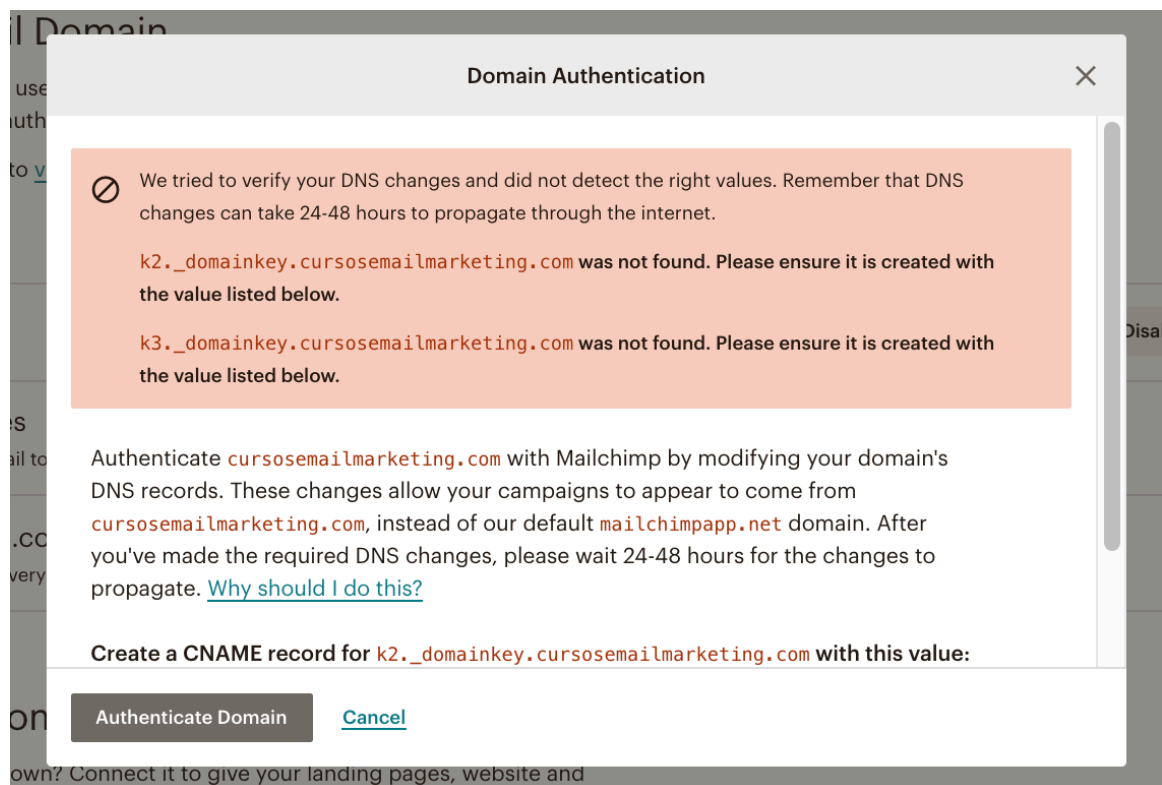 il Domain
Domain Authentication
use
auth
to v
We tried to verify your DNS changes and did not detect the right values. Remember that DNS
changes can take 24-48 hours to propagate through the internet.
k2._domainkey.cursosemailmarketing.com was not found. Please ensure it is created with
the value listed below.
k3._domainkey.cursosemailmarketing.com was not found. Please ensure it is created with
the value listed below.
Disa
es
ail to
Authenticate cursosemailmarketing.com with Mailchimp by modifying your domain's
DNS records. These changes allow your campaigns to appear to come from
cursosemailmarketing.com, instead of our default mailchimpapp.net domain. After
you've made the required DNS changes, please wait 24-48 hours for the changes to
propagate. Why should I do this?
.co
very
Create a CNAME record for k2._domainkey.cursosemailmarketing.com with this value:
Authenticate Domain Cancel
om
own? Connect it to give your landing pages, website and